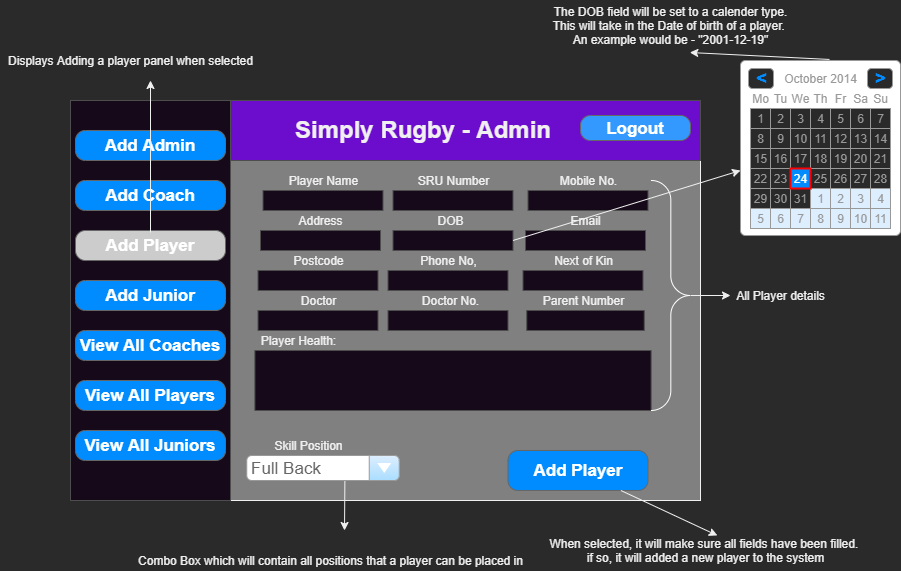 The DOB field will be set to a calender type.
This will take in the Date of birth of a player.
An example would be - "2001-12-19"
Displays Adding a player panel when selected
< October 2014 >
Mo Tu We Th Fr Sa Su
1 2 3 4 5 6 7
8 9 10 11 12 13 14
15 16 17 18 19 20 21
22 23 24 25 26 27 28
29 30 31 1 2 3 4
5 6 7 8 9 10 11
Simply Rugby - Admin
Logout
Add Admin
Add Coach
Add Player
Add Junior
View All Coaches
View All Players
View All Juniors
Player Name SRU Number Mobile No.
Address DOB Email
Postcode Phone No, Next of Kin
Doctor Doctor No. Parent Number
Player Health:
All Player details
Skill Position
Full Back
Add Player
Combo Box which will contain all positions that a player can be placed in
When selected, it will make sure all fields have been filled.
if so, it will added a new player to the system